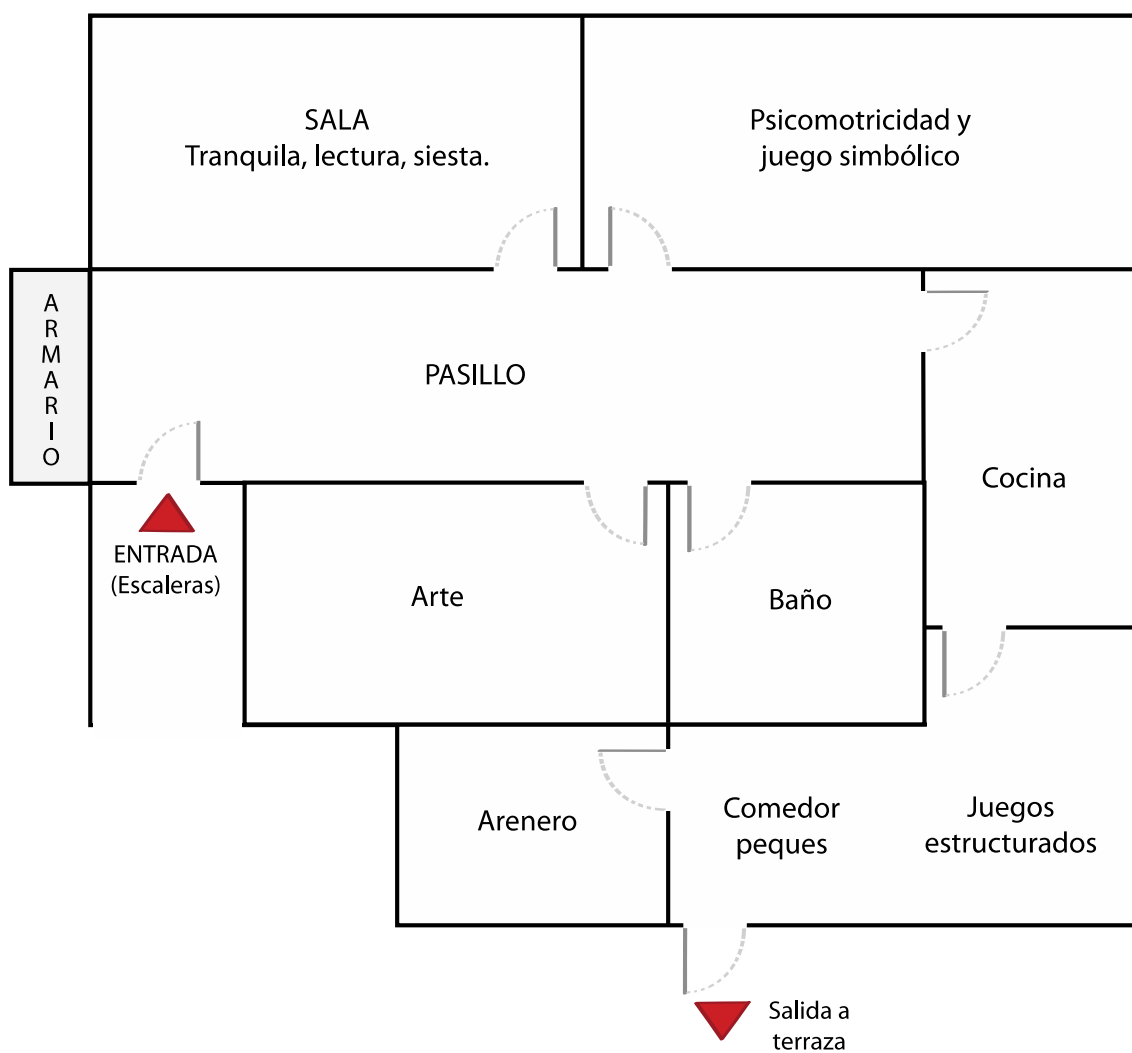 SALA
Tranquila, lectura, siesta.
Psicomotricidad y
juego simbólico
ARMARIO
PASILLO
Cocina
ENTRADA
(Escaleras)
Arte
Baño
Arenero
Comedor
peques
Juegos
estructurados
Salida a
terraza